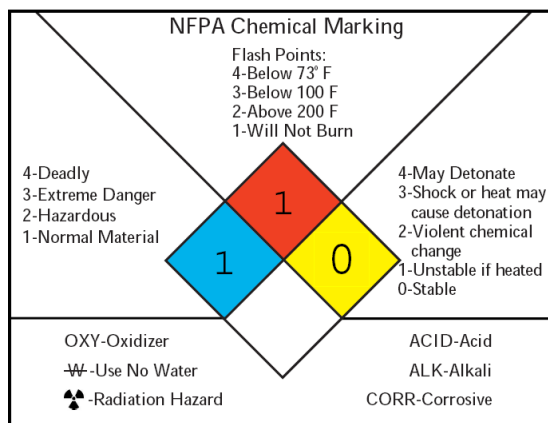 NFPA Chemical Marking
Flash Points:
4-Below 73° F
3-Below 100 F
2-Above 200 F
1-Will Not Burn
4-Deadly
3-Extreme Danger
2-Hazardous
1-Normal Material
1
1
0
4-May Detonate
3-Shock or heat may
cause detonation
2-Violent chemical
change
1-Unstable if heated
0-Stable
OXY-Oxidizer
W-Use No Water
-Radiation Hazard
ACID-Acid
ALK-Alkali
CORR-Corrosive